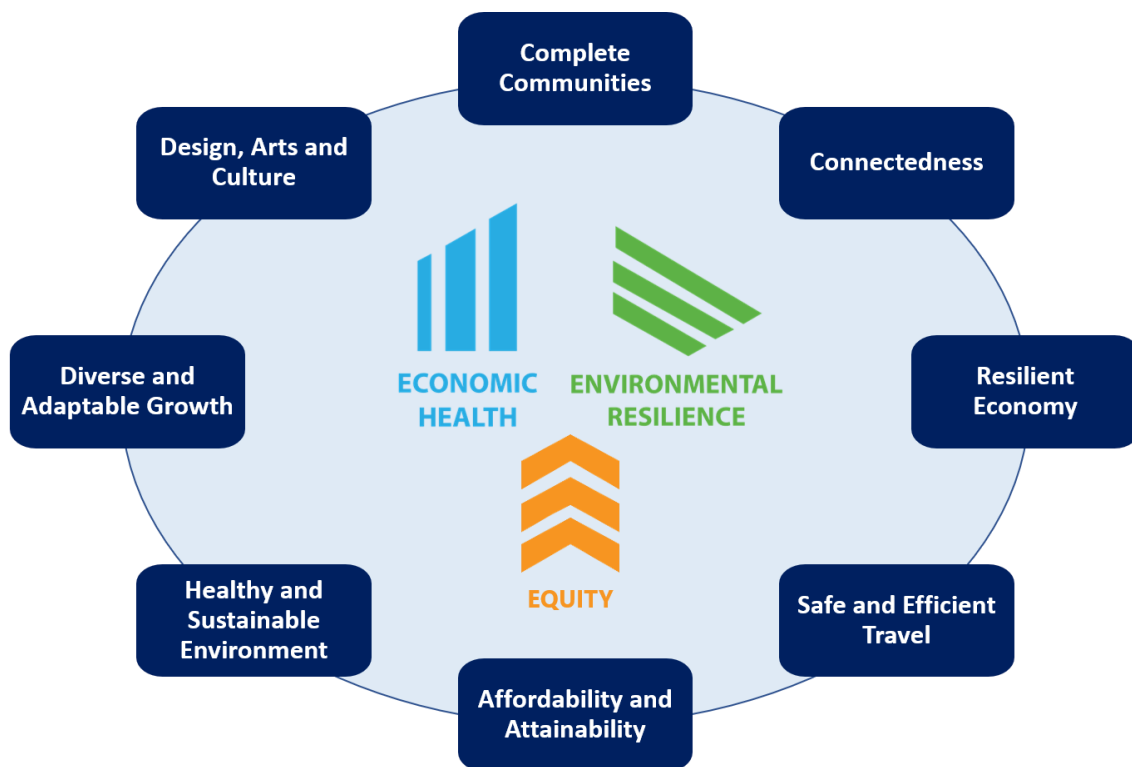 Complete
Communities
Design, Arts and
Culture
Connectedness
ECONOMIC
HEALTH
ENVIRONMENTAL
RESILIENCE
Diverse and
Adaptable Growth
Resilient
Economy
EQUITY
Healthy and
Sustainable
Environment
Safe and Efficient
Travel
Affordability and
Attainability